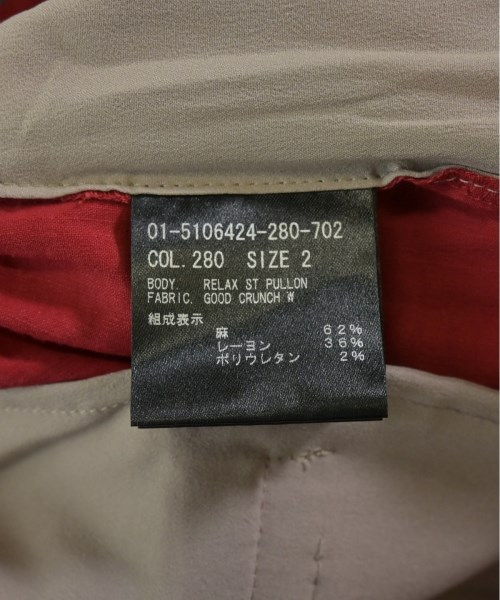 01-5106424-280-702
COL. 280 SIZE 2
BODY. RELAX ST PULLON
FABRIC. GOOD CRUNCH W
組成表示
麻 62%
レーヨン 36%
ポリウレタン 2%